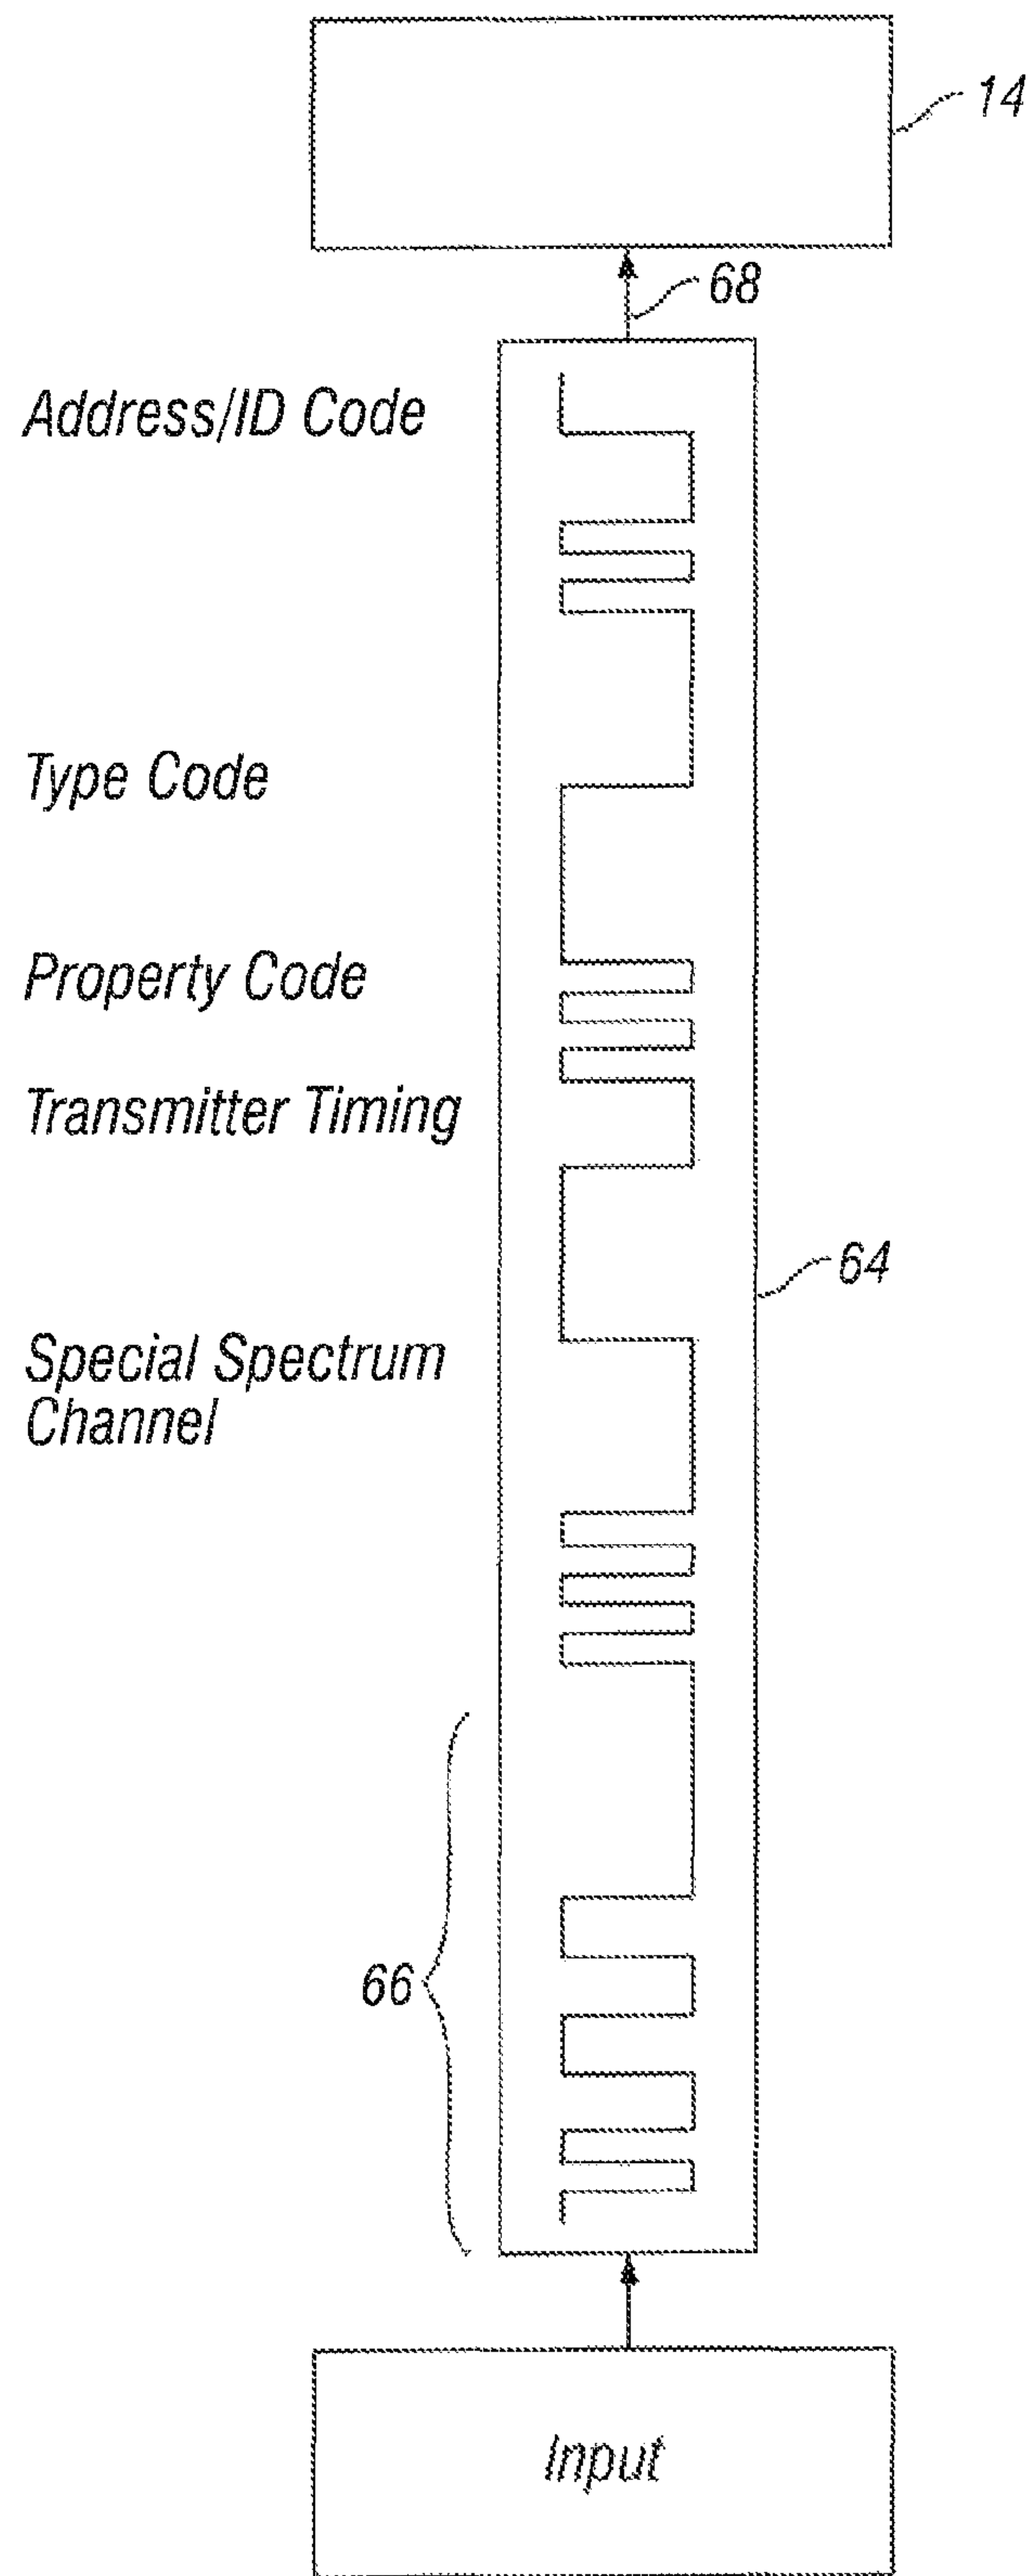 14
68
Address/ID Code
Type Code
Property Code
Transmitter Timing
64
Special Spectrum
Channel
66
Input